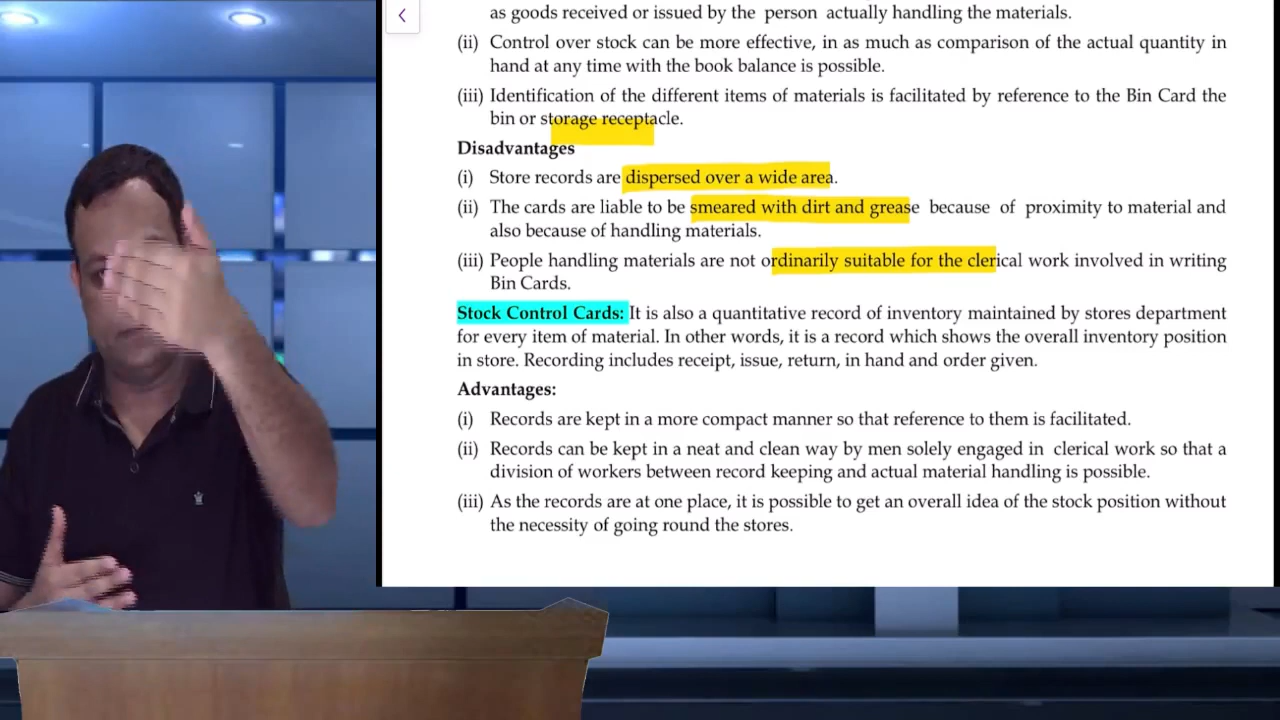 as goods received or issued by the person actually handling the materials.
(ii) Control over stock can be more effective, in as much as comparison of the actual quantity in
hand at any time with the book balance is possible.
(iii) Identification of the different items of materials is facilitated by reference to the Bin Card the
bin or storage receptacle.
Disadvantages
(i) Store records are dispersed over a wide area.
(ii) The cards are liable to be smeared with dirt and grease because of proximity to material and
also because of handling materials.
(iii) People handling materials are not ordinarily suitable for the clerical work involved in writing
Bin Cards.
Stock Control Cards: It is also a quantitative record of inventory maintained by stores department
for every item of material. In other words, it is a record which shows the overall inventory position
in store. Recording includes receipt, issue, return, in hand and order given.
Advantages:
(i) Records are kept in a more compact manner so that reference to them is facilitated.
(ii) Records can be kept in a neat and clean way by men solely engaged in clerical work so that a
division of workers between record keeping and actual material handling is possible.
(iii) As the records are at one place, it is possible to get an overall idea of the stock position without
the necessity of going round the stores.